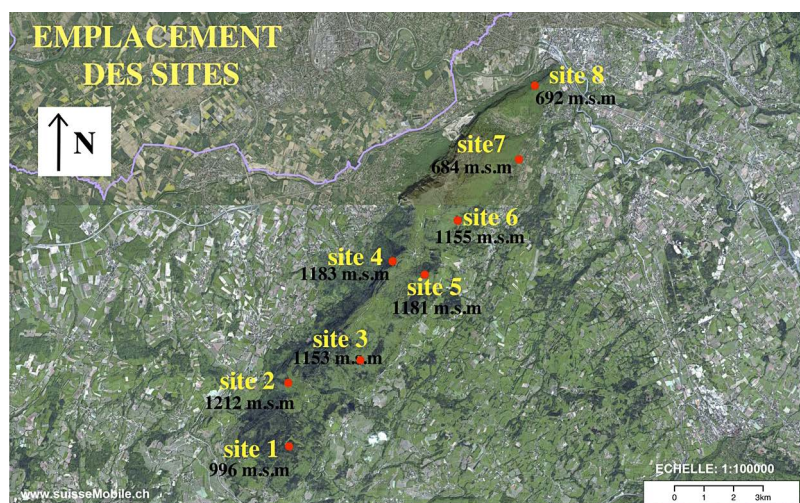 EMPLACEMENT
DES SITES
N
site 8
692 m.s.m
site7
684 m.s.m
site 6
1155 m.s.m
site 4
1183 m.s.m
site 5
1181 m.s.m
site 3
1153 m.s.m
site 2
1212 m.s.m
site 1
996 m.s.m
ECHELLE: 1:100000
0 1 2 3km
www.suisseMobile.ch